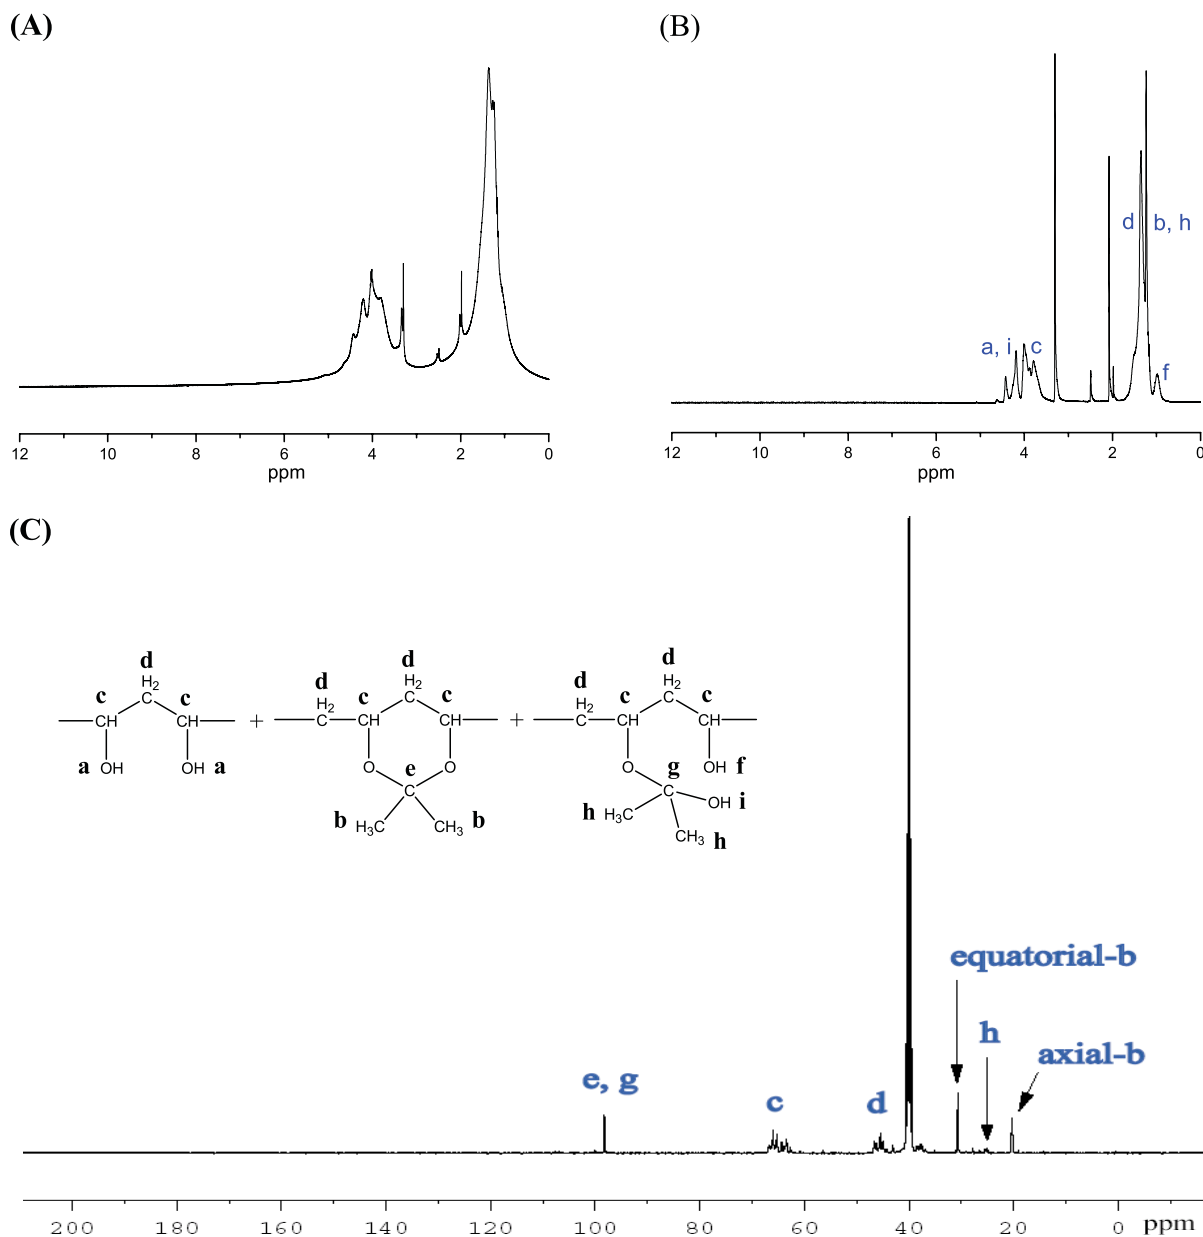 (A)
(B)
d
b, h
a, i
c
f
12 10 8 6 4 2 0
ppm
12 10 8 6 4 2 0
ppm
(C)
d
d
d
d
d
c
c
c
c
c
c
H2
C
H2
C
H2
C
H2
C
H2
C
CH
CH
+
CH
CH
+
CH
CH
a OH
OH a
O
e
O
O
g
OH f
C
C
OH i
b H3C
CH3 b
h H3C
CH3 h
equatorial-b
h
axial-b
e, g
c
d
200 180 160 140 120 100 80 60 40 20 0 ppm